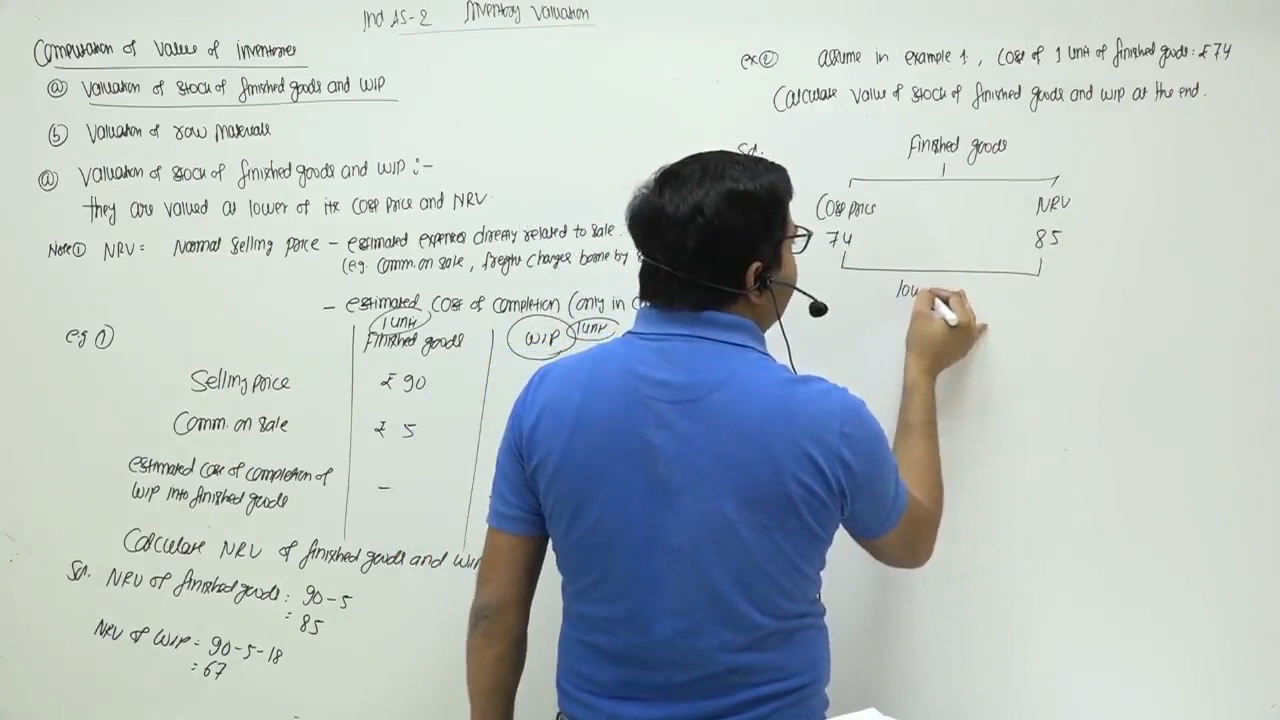 Ind AS-2 Inventory Valuation
Computation of value of inventories
(a) Valuation of stock of finished goods and WIP
(b) Valuation of raw materials
(a) Valuation of stock of finished goods and WIP :-
They are valued at lower of its cost price and NRV.
Note (1) NRV = Normal selling price - estimated expenses directly related to sale.
(eg. Comm. on sale, freight charges borne by
- estimated cost of completion (only in
eg (1)
1 unit
Finished goods
WIP
1 unit
Selling price ₹ 90
Comm. on sale ₹ 5
estimated cost of completion of
WIP into finished goods -
Calculate NRV of finished goods and WIP
Sol. NRV of finished goods = 90-5
= 85
NRV of WIP = 90-5-18
= 67
ex (2) assume in example 1, cost of 1 unit of finished goods = ₹ 74
Calculate value of stock of finished goods and WIP at the end.
Sol.
Finished goods
Cost price NRV
74 85
low